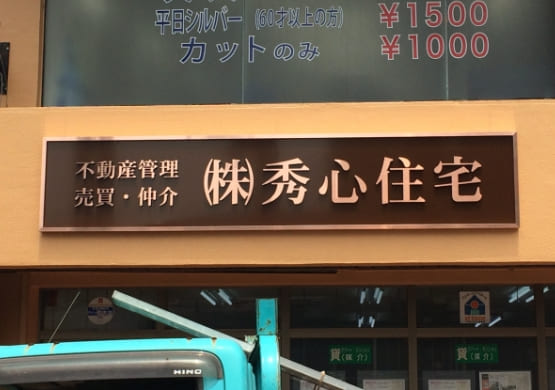 平日シルバー (60才以上の方) ¥1500
カットのみ ¥1000
不動産管理
売買・仲介
㈱秀心住宅
買(媒介)
買(媒介)
HINO